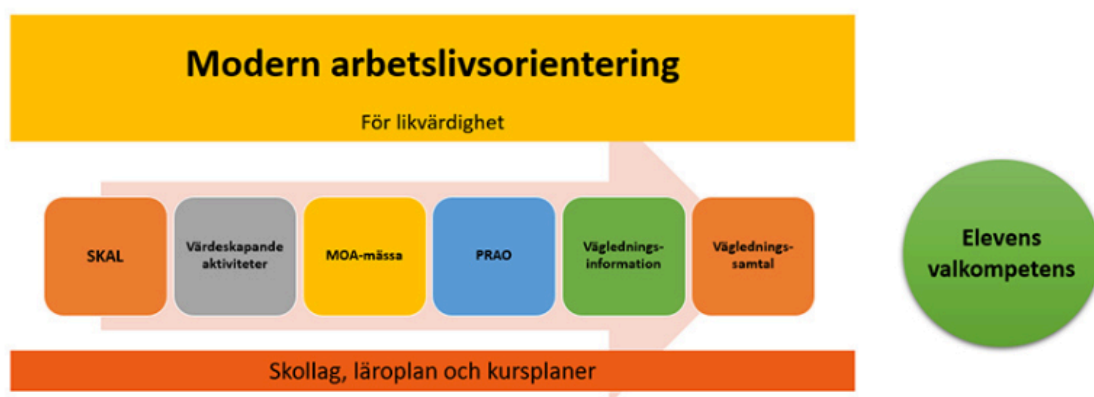 Modern arbetslivsorientering
För likvärdighet
SKAL
Värdeskapande
aktiviteter
MOA-mässa
PRAO
Väglednings-
information
Väglednings-
samtal
Elevens
valkompetens
Skollag, läroplan och kursplaner